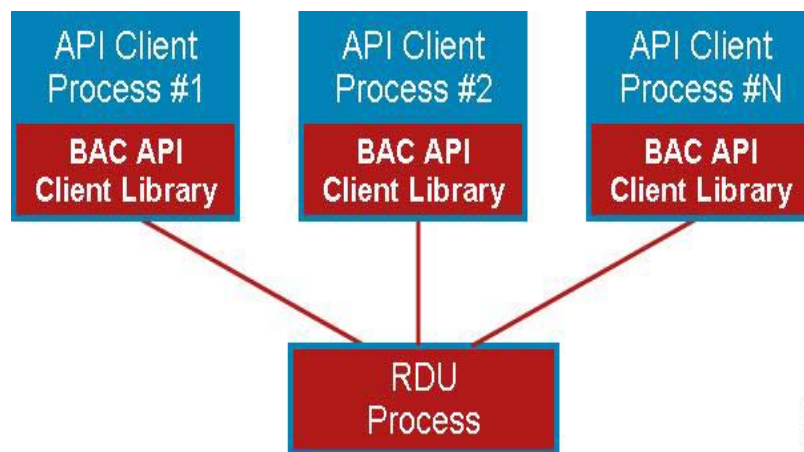 API Client
Process #1
BAC API
Client Library
API Client
Process #2
BAC API
Client Library
API Client
Process #N
BAC API
Client Library
RDU
Process